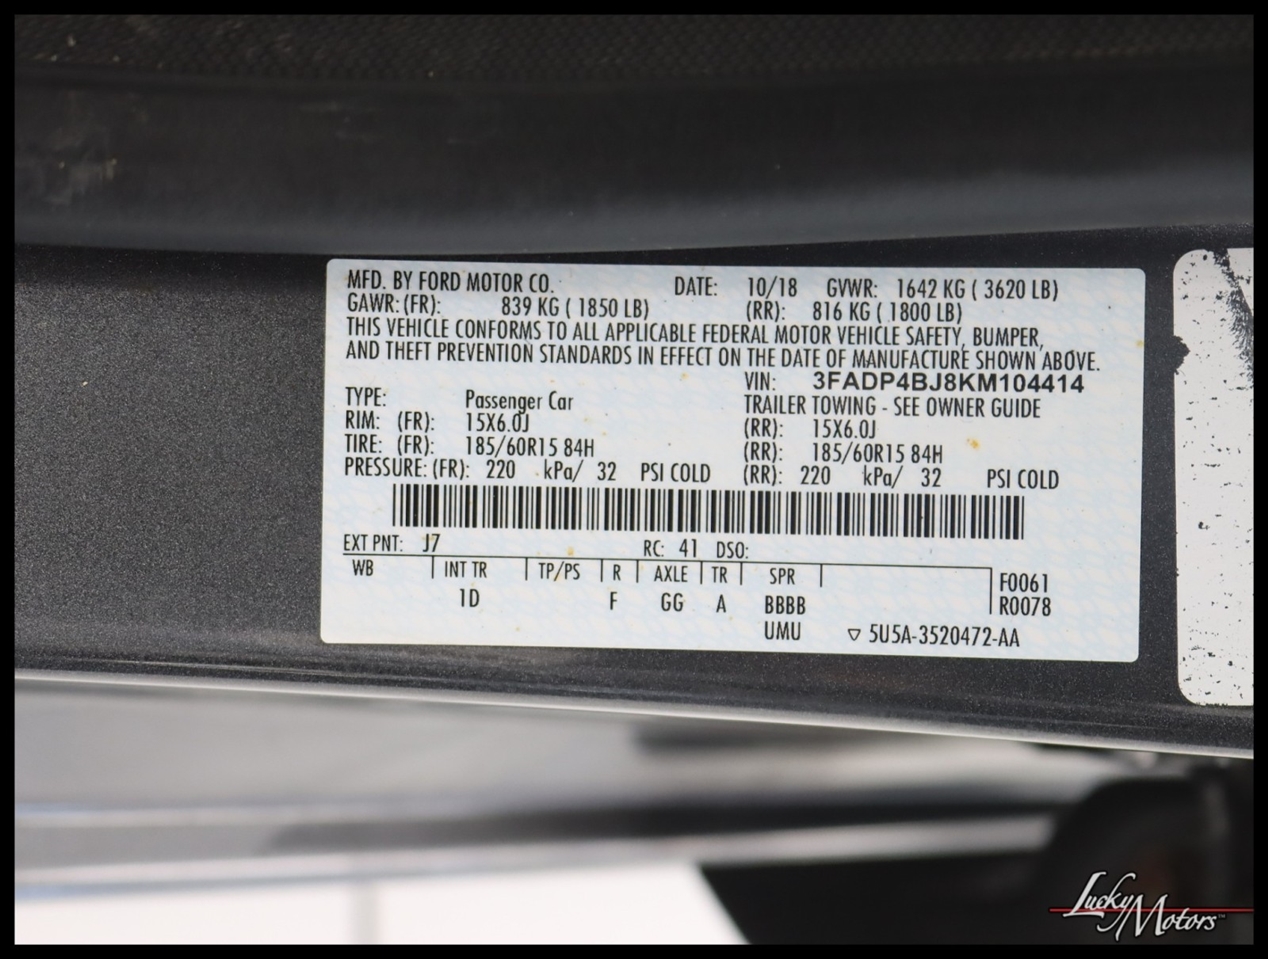 MFD. BY FORD MOTOR CO. DATE: 10/18 GVWR: 1642 KG ( 3620 LB)
GAWR: (FR): 839 KG ( 1850 LB) (RR): 816 KG ( 1800 LB)
THIS VEHICLE CONFORMS TO ALL APPLICABLE FEDERAL MOTOR VEHICLE SAFETY, BUMPER,
AND THEFT PREVENTION STANDARDS IN EFFECT ON THE DATE OF MANUFACTURE SHOWN ABOVE.
VIN: 3FADP4BJ8KM104414
TYPE: Passenger Car TRAILER TOWING - SEE OWNER GUIDE
RIM: (FR): 15X6.0J (RR): 15X6.0J
TIRE: (FR): 185/60R15 84H (RR): 185/60R15 84H
PRESSURE: (FR): 220 kPa/ 32 PSI COLD (RR): 220 kPa/ 32 PSI COLD
EXT PNT: J7 RC: 41 DSO:
WB INT TR TP/PS R AXLE TR SPR F0061
1D F GG A BBBB R0078
UMU ▽ 5U5A-3520472-AA
Lucky Motors™